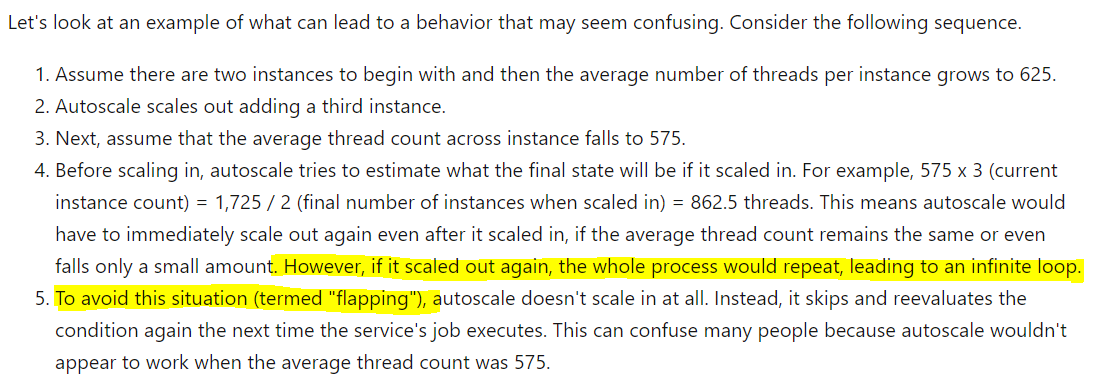 Let's look at an example of what can lead to a behavior that may seem confusing. Consider the following sequence.
1. Assume there are two instances to begin with and then the average number of threads per instance grows to 625.
2. Autoscale scales out adding a third instance.
3. Next, assume that the average thread count across instance falls to 575.
4. Before scaling in, autoscale tries to estimate what the final state will be if it scaled in. For example, 575 x 3 (current
instance count) = 1,725 / 2 (final number of instances when scaled in) = 862.5 threads. This means autoscale would
have to immediately scale out again even after it scaled in, if the average thread count remains the same or even
falls only a small amount. However, if it scaled out again, the whole process would repeat, leading to an infinite loop.
5. To avoid this situation (termed "flapping"), autoscale doesn't scale in at all. Instead, it skips and reevaluates the
condition again the next time the service's job executes. This can confuse many people because autoscale wouldn't
appear to work when the average thread count was 575.